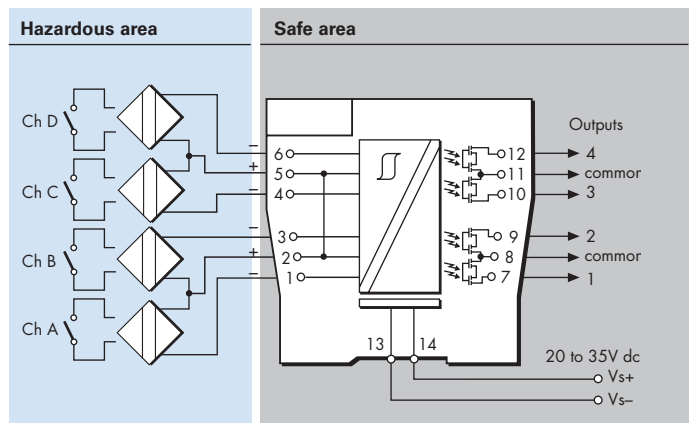 Hazardous area
Safe area
Ch D
Ch C
Ch B
Ch A
–
6
+
5
–
4
–
3
+
2
–
1
Outputs
12
4
11
commor
10
3
9
2
8
commor
7
1
13
14
20 to 35V dc
Vs+
Vs–